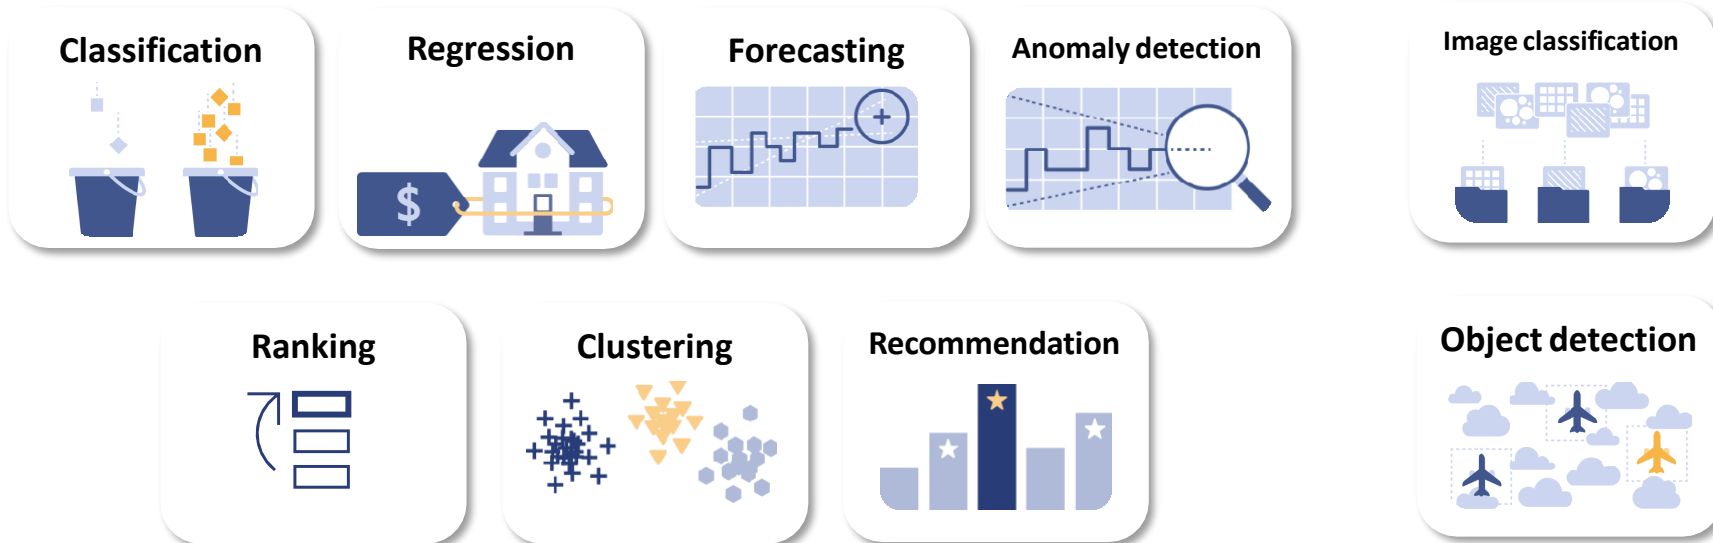 Classification
Regression
Forecasting
Anomaly detection
Image classification
$
Ranking
Clustering
Recommendation
Object detection